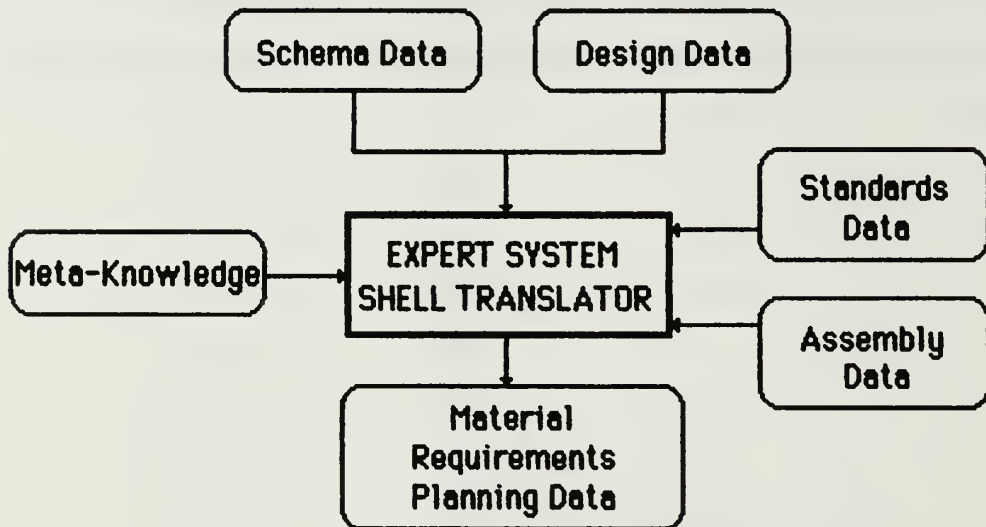 Schema Data
Design Data
Standards
Data
Meta-Knowledge
EXPERT SYSTEM
SHELL TRANSLATOR
Assembly
Data
Material
Requirements
Planning Data